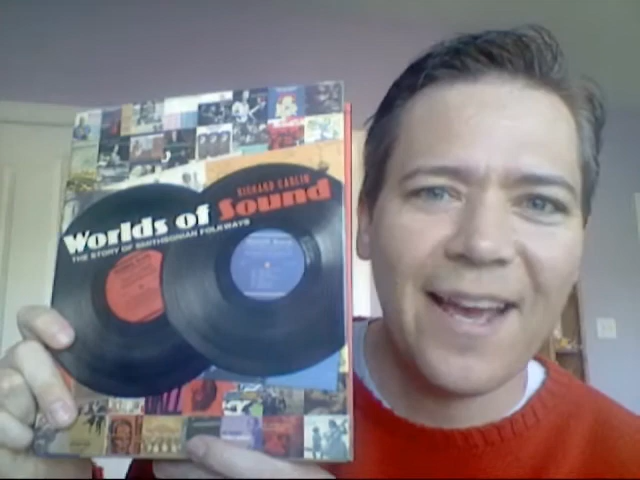 RICHARD CARLIN
Worlds of Sound
THE STORY OF SMITHSONIAN FOLKWAYS